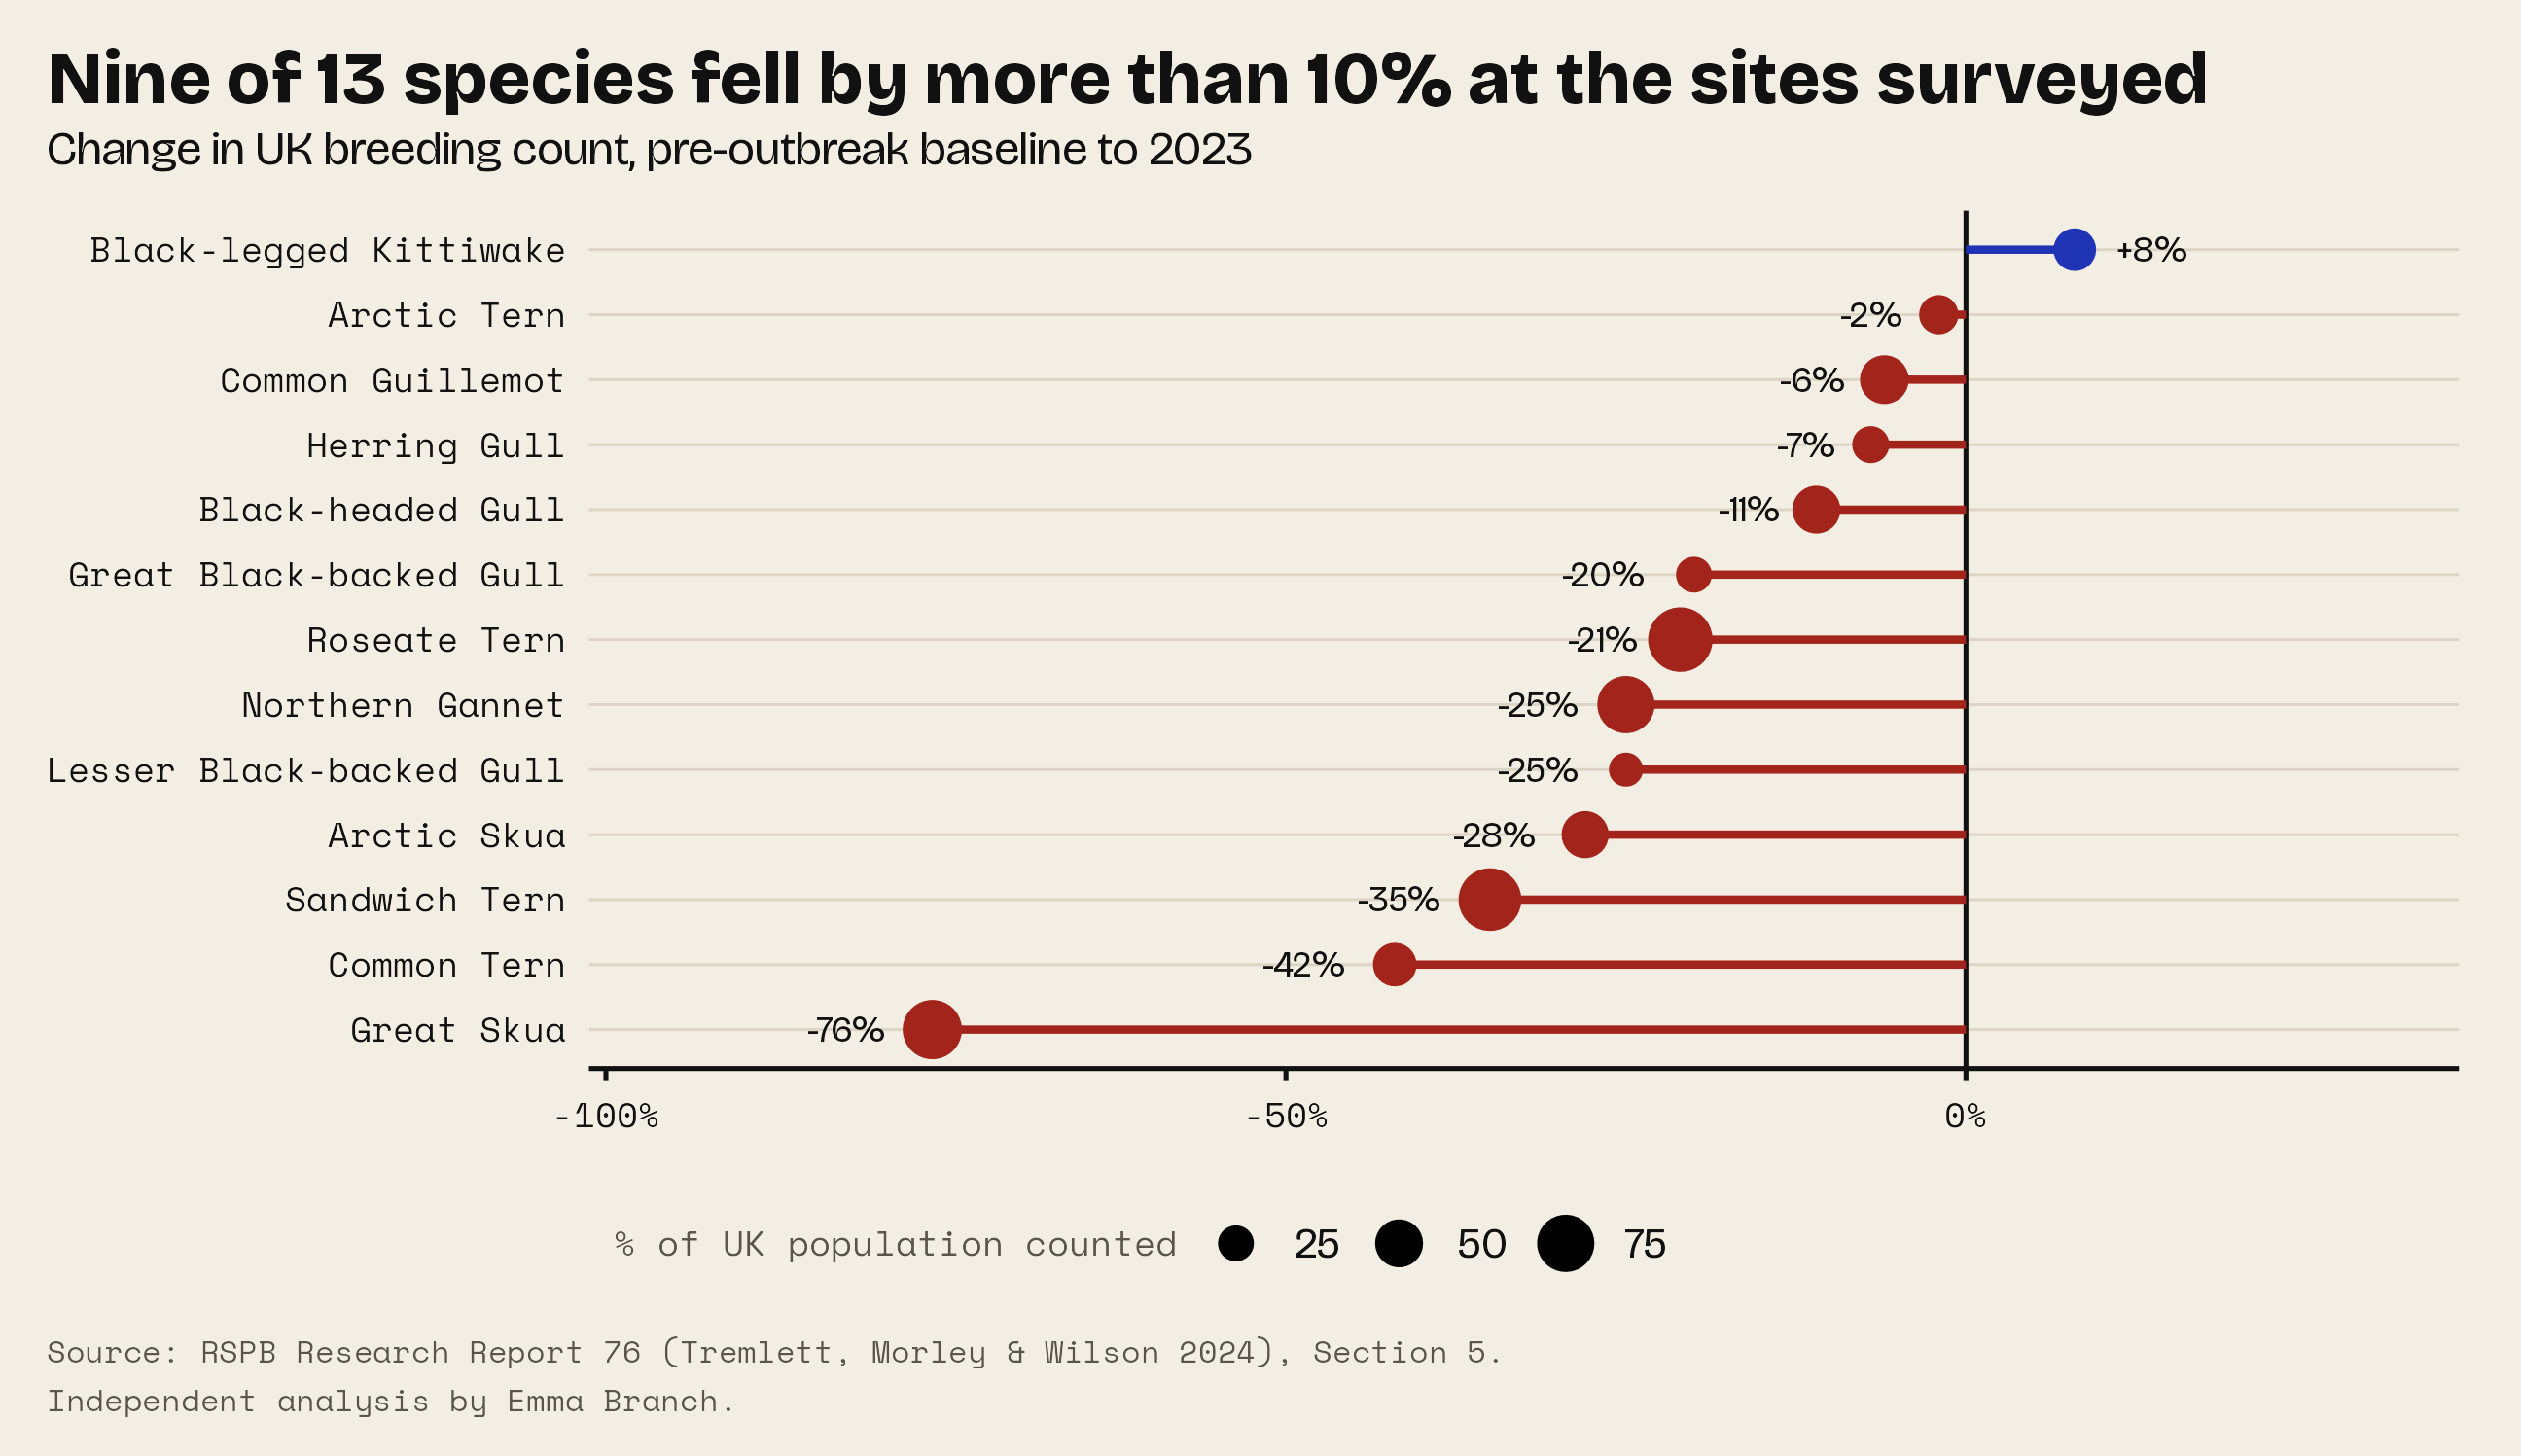 Nine of 13 species fell by more than 10% at the sites surveyed
Change in UK breeding count, pre-outbreak baseline to 2023
Black-legged Kittiwake +8%
Arctic Tern -2%
Common Guillemot -6%
Herring Gull -7%
Black-headed Gull -11%
Great Black-backed Gull -20%
Roseate Tern -21%
Northern Gannet -25%
Lesser Black-backed Gull -25%
Arctic Skua -28%
Sandwich Tern -35%
Common Tern -42%
Great Skua -76%
-100% -50% 0%
% of UK population counted 25 50 75
Source: RSPB Research Report 76 (Tremlett, Morley & Wilson 2024), Section 5.
Independent analysis by Emma Branch.